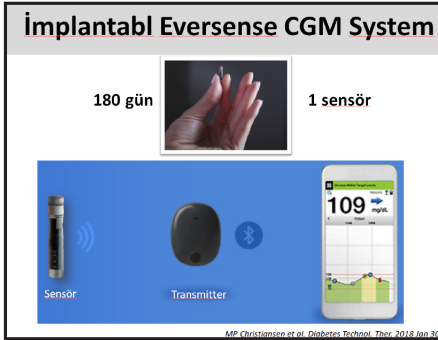 İmplantabl Eversense CGM System
180 gün
1 sensör
109
mg/dL
Sensör
Transmitter
MP Christiansen et al. Diabetes Technol. Ther. 2018 Jan 30